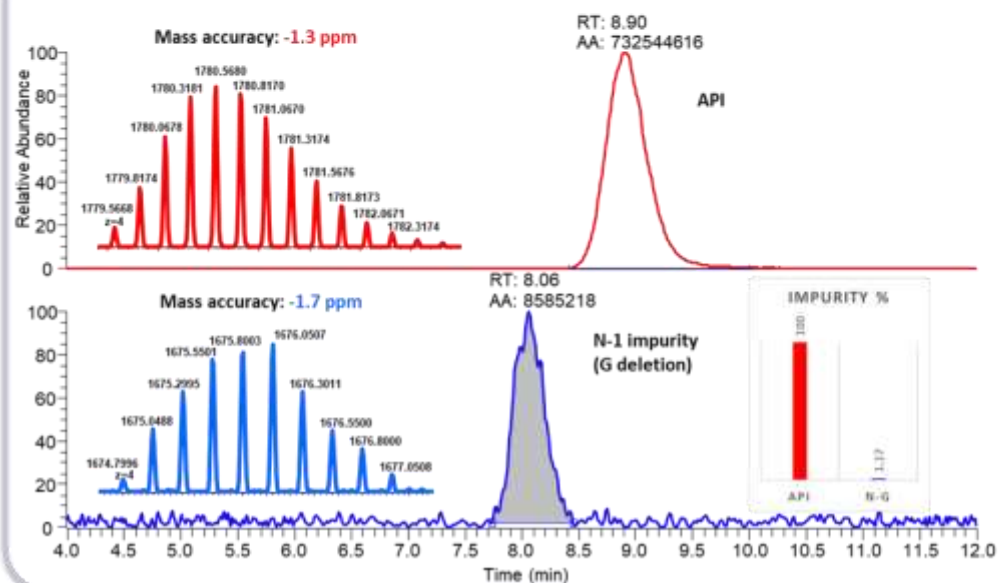 RT: 8.90
AA: 732544616
Mass accuracy: -1.3 ppm
API
Relative Abundance
100
80
60
40
20
0
1779.5668
z=4
1779.8174
1780.0678
1780.3181
1780.5680
1780.8170
1781.0670
1781.3174
1781.5676
1781.8173
1782.0671
1782.3174
RT: 8.06
AA: 8585218
Mass accuracy: -1.7 ppm
N-1 impurity
(G deletion)
100
80
60
40
20
0
1674.7996
z=4
1675.0488
1675.2995
1675.5501
1675.8003
1676.0507
1676.3011
1676.5500
1676.8000
1677.0508
IMPURITY %
100
1.17
API N-G
4.0 4.5 5.0 5.5 6.0 6.5 7.0 7.5 8.0 8.5 9.0 9.5 10.0 10.5 11.0 11.5 12.0
Time (min)